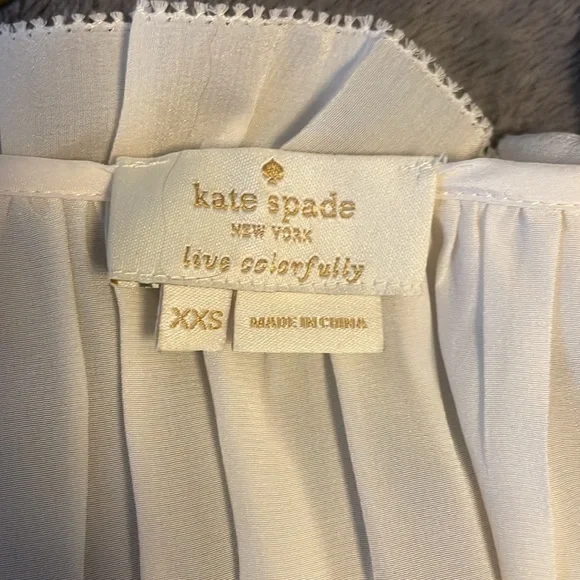 kate spade
NEW YORK
live colorfully
XXS
MADE IN CHINA